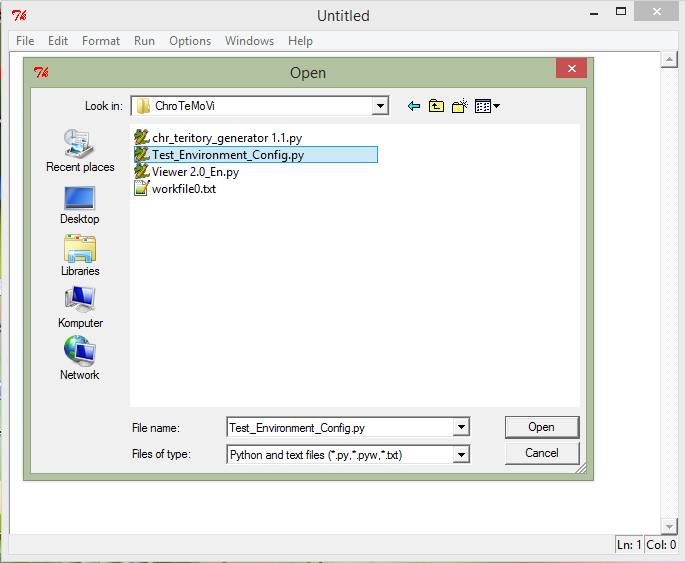 Tk Untitled
File Edit Format Run Options Windows Help
Tk Open
Look in: ChroTeMoVi
chr_teritory_generator 1.1.py
Test_Environment_Config.py
Viewer 2.0_En.py
workfile0.txt
Recent places
Desktop
Libraries
Komputer
Network
File name: Test_Environment_Config.py Open
Files of type: Python and text files (*.py,*.pyw,*.txt) Cancel
Ln: 1 Col: 0